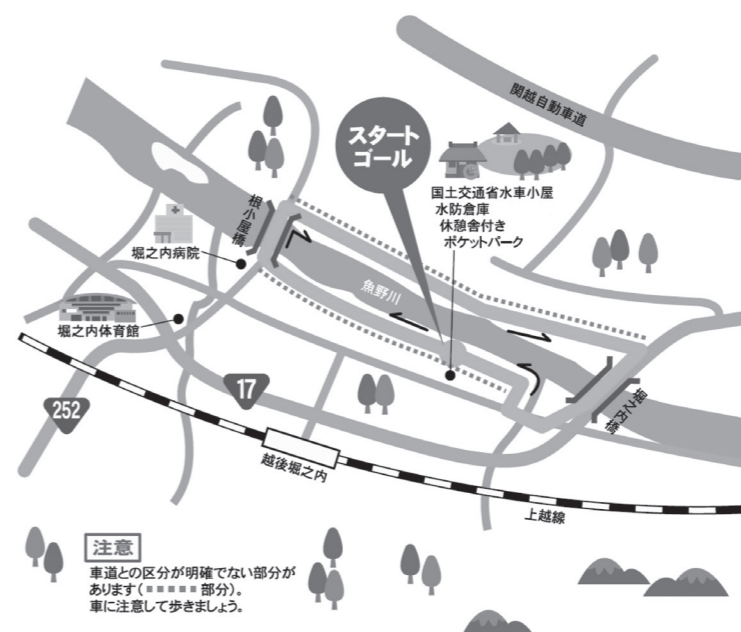 関越自動車道
スタート
ゴール
国土交通省水車小屋
水防倉庫
休憩舎付き
ポケットパーク
根小屋橋
堀之内病院
魚野川
堀之内体育館
17
252
堀之内橋
越後堀之内
上越線
注意
車道との区分が明確でない部分が
あります( 部分)。
車に注意して歩きましょう。